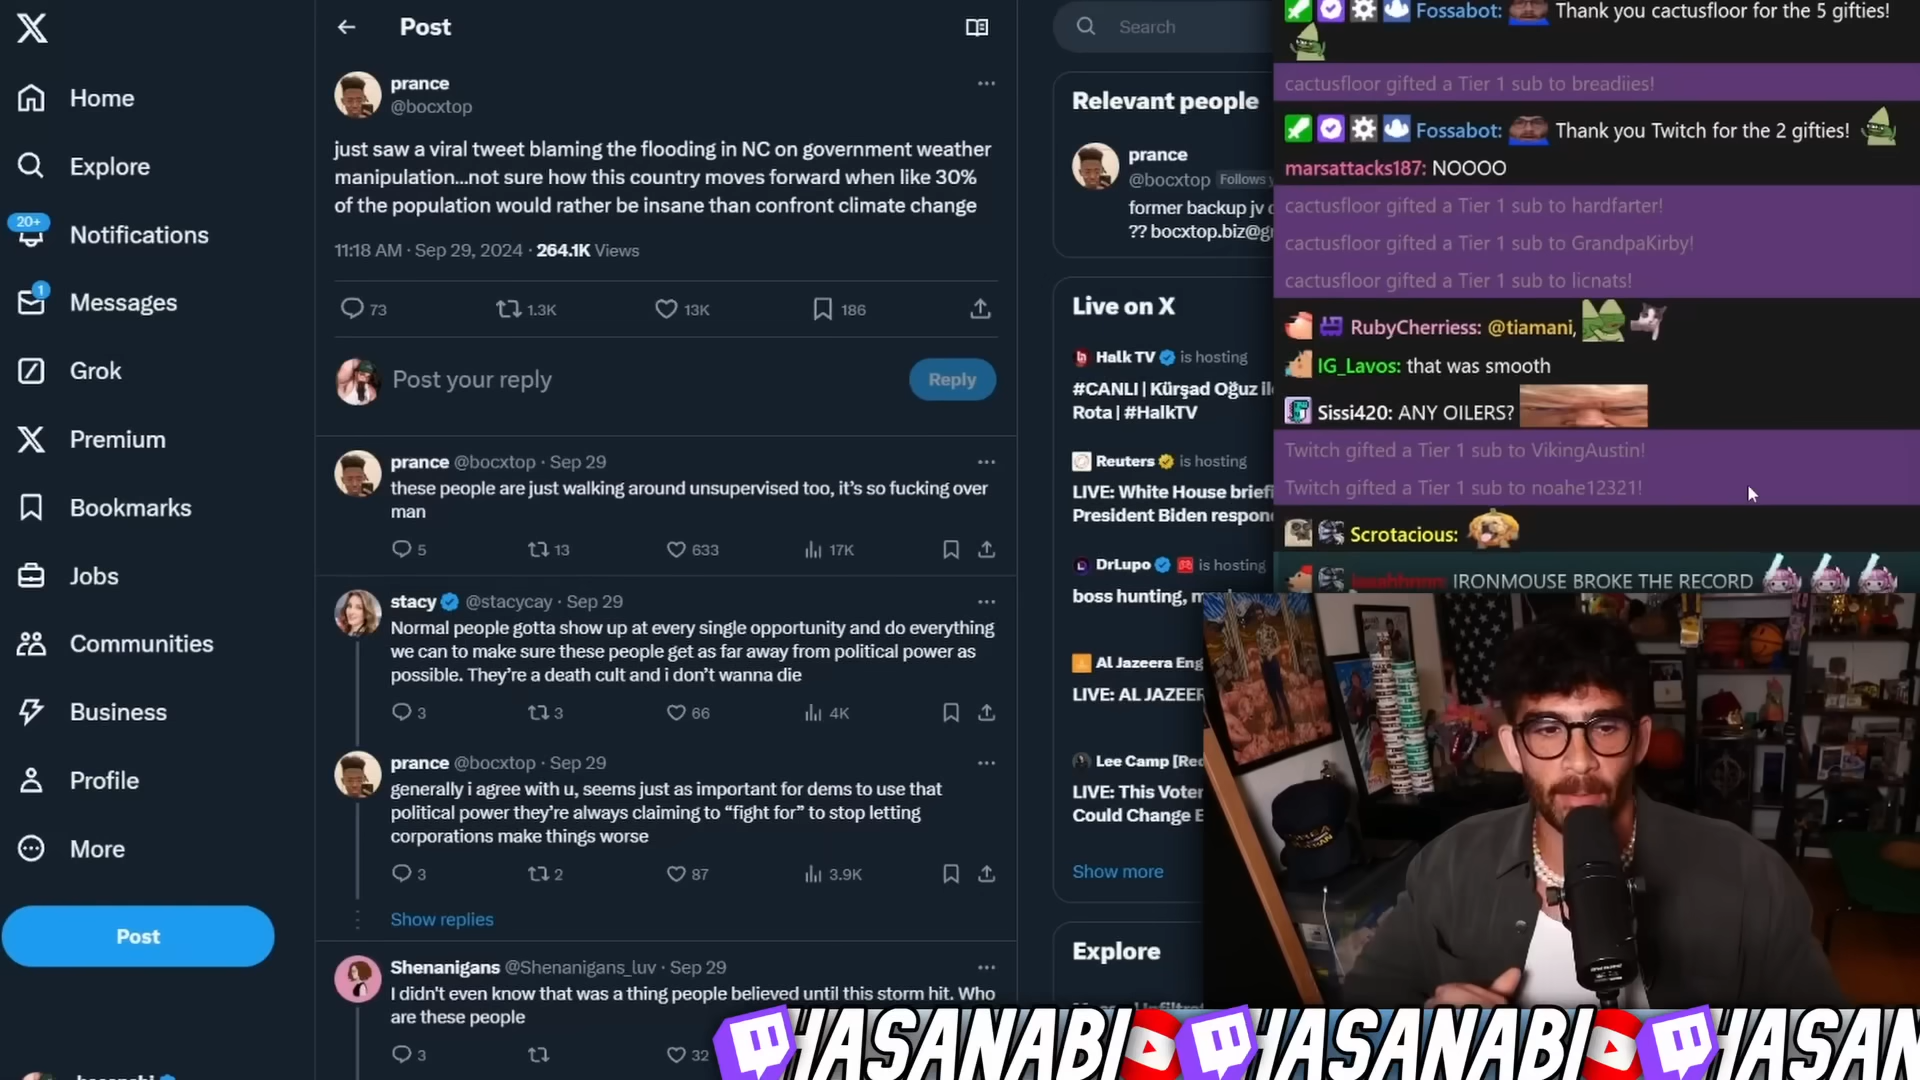 Home
Explore
20+
Notifications
1
Messages
Grok
Premium
Bookmarks
Jobs
Communities
Business
Profile
More
Post
Post
prance
@bocxtop
just saw a viral tweet blaming the flooding in NC on government weather
manipulation...not sure how this country moves forward when like 30%
of the population would rather be insane than confront climate change
11:18 AM · Sep 29, 2024 · 264.1K Views
73 1.3K 13K 186
Post your reply
Reply
prance @bocxtop · Sep 29
these people are just walking around unsupervised too, it's so fucking over
man
5 13 633 17K
stacy @stacycay · Sep 29
Normal people gotta show up at every single opportunity and do everything
we can to make sure these people get as far away from political power as
possible. They're a death cult and i don't wanna die
3 3 66 4K
prance @bocxtop · Sep 29
generally i agree with u, seems just as important for dems to use that
political power they're always claiming to "fight for" to stop letting
corporations make things worse
3 2 87 3.9K
Show replies
Shenanigans @Shenanigans_luv · Sep 29
I didn't even know that was a thing people believed until this storm hit. Who
are these people
3 32
Search
Relevant people
prance
@bocxtop Follows
former backup jv
?? bocxtop.biz@
Live on X
Halk TV is hosting
#CANLI | Kürşad Oğuz
Rota | #HalkTV
Reuters is hosting
LIVE: White House
President Biden
DrLupo is hosting
boss hunting,
Al Jazeera
LIVE: AL
Lee Camp
LIVE: This
Could Change
Show more
Explore
Fossabot: Thank you cactusfloor for the 5 gifties!
cactusfloor gifted a Tier 1 sub to breadiies!
Fossabot: Thank you Twitch for the 2 gifties!
marsattacks187: NOOOO
cactusfloor gifted a Tier 1 sub to hardfarter!
cactusfloor gifted a Tier 1 sub to GrandpaKirby!
cactusfloor gifted a Tier 1 sub to licnats!
RubyCherriess: @tiamani,
IG_Lavos: that was smooth
Sissi420: ANY OILERS?
Twitch gifted a Tier 1 sub to VikingAustin!
Twitch gifted a Tier 1 sub to noahe12321!
Scrotacious:
IRONMOUSE BROKE THE RECORD
HASANABI HASANABI HASAN